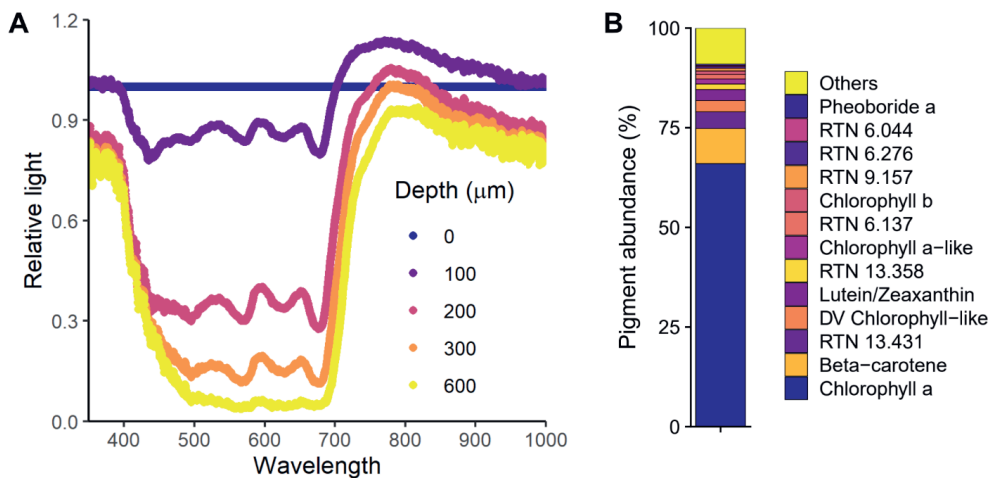 A
1.2
0.9
0.6
0.3
0.0
Relative light
400 500 600 700 800 900 1000
Wavelength
Depth (μm)
0
100
200
300
600
B
100
75
50
25
0
Pigment abundance (%)
Others
Pheoboride a
RTN 6.044
RTN 6.276
RTN 9.157
Chlorophyll b
RTN 6.137
Chlorophyll a−like
RTN 13.358
Lutein/Zeaxanthin
DV Chlorophyll−like
RTN 13.431
Beta−carotene
Chlorophyll a